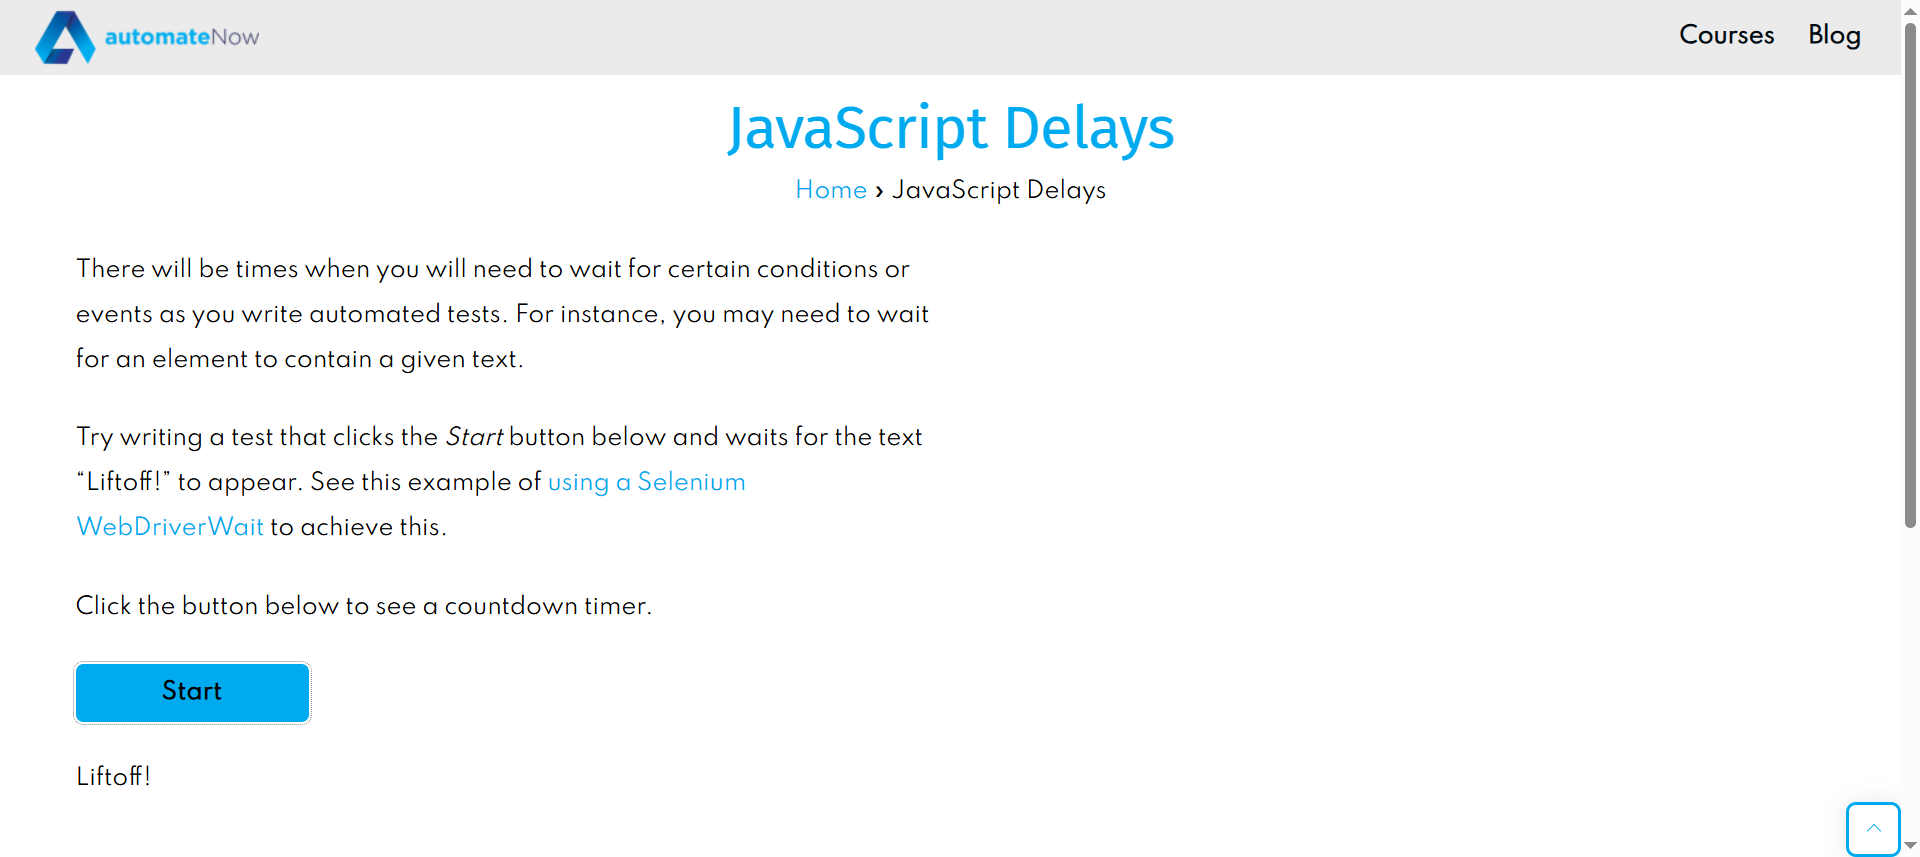 automateNow
Courses Blog
JavaScript Delays
Home › JavaScript Delays
There will be times when you will need to wait for certain conditions or
events as you write automated tests. For instance, you may need to wait
for an element to contain a given text.
Try writing a test that clicks the Start button below and waits for the text
“Liftoff!” to appear. See this example of using a Selenium
WebDriverWait to achieve this.
Click the button below to see a countdown timer.
Start
Liftoff!